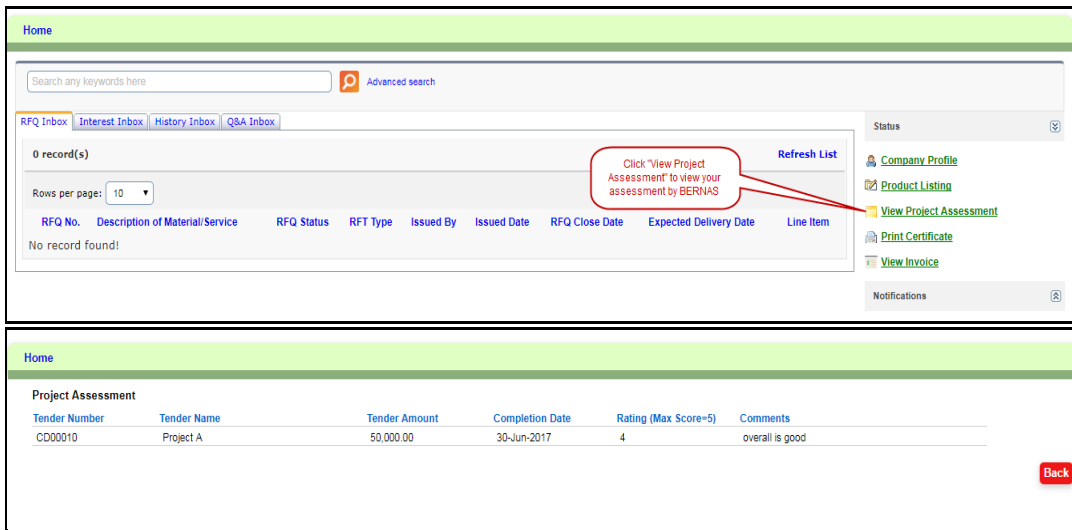 Home
Search any keywords here
Advanced search
RFQ Inbox Interest Inbox History Inbox Q&A Inbox
0 record(s)
Refresh List
Rows per page: 10
RFQ No. Description of Material/Service RFQ Status RFT Type Issued By Issued Date RFQ Close Date Expected Delivery Date Line Item
No record found!
Click "View Project
Assessment" to view your
assessment by BERNAS
Status
Company Profile
Product Listing
View Project Assessment
Print Certificate
View Invoice
Notifications
Home
Project Assessment
Tender Number Tender Name Tender Amount Completion Date Rating (Max Score=5) Comments
CD00010 Project A 50,000.00 30-Jun-2017 4 overall is good
Back